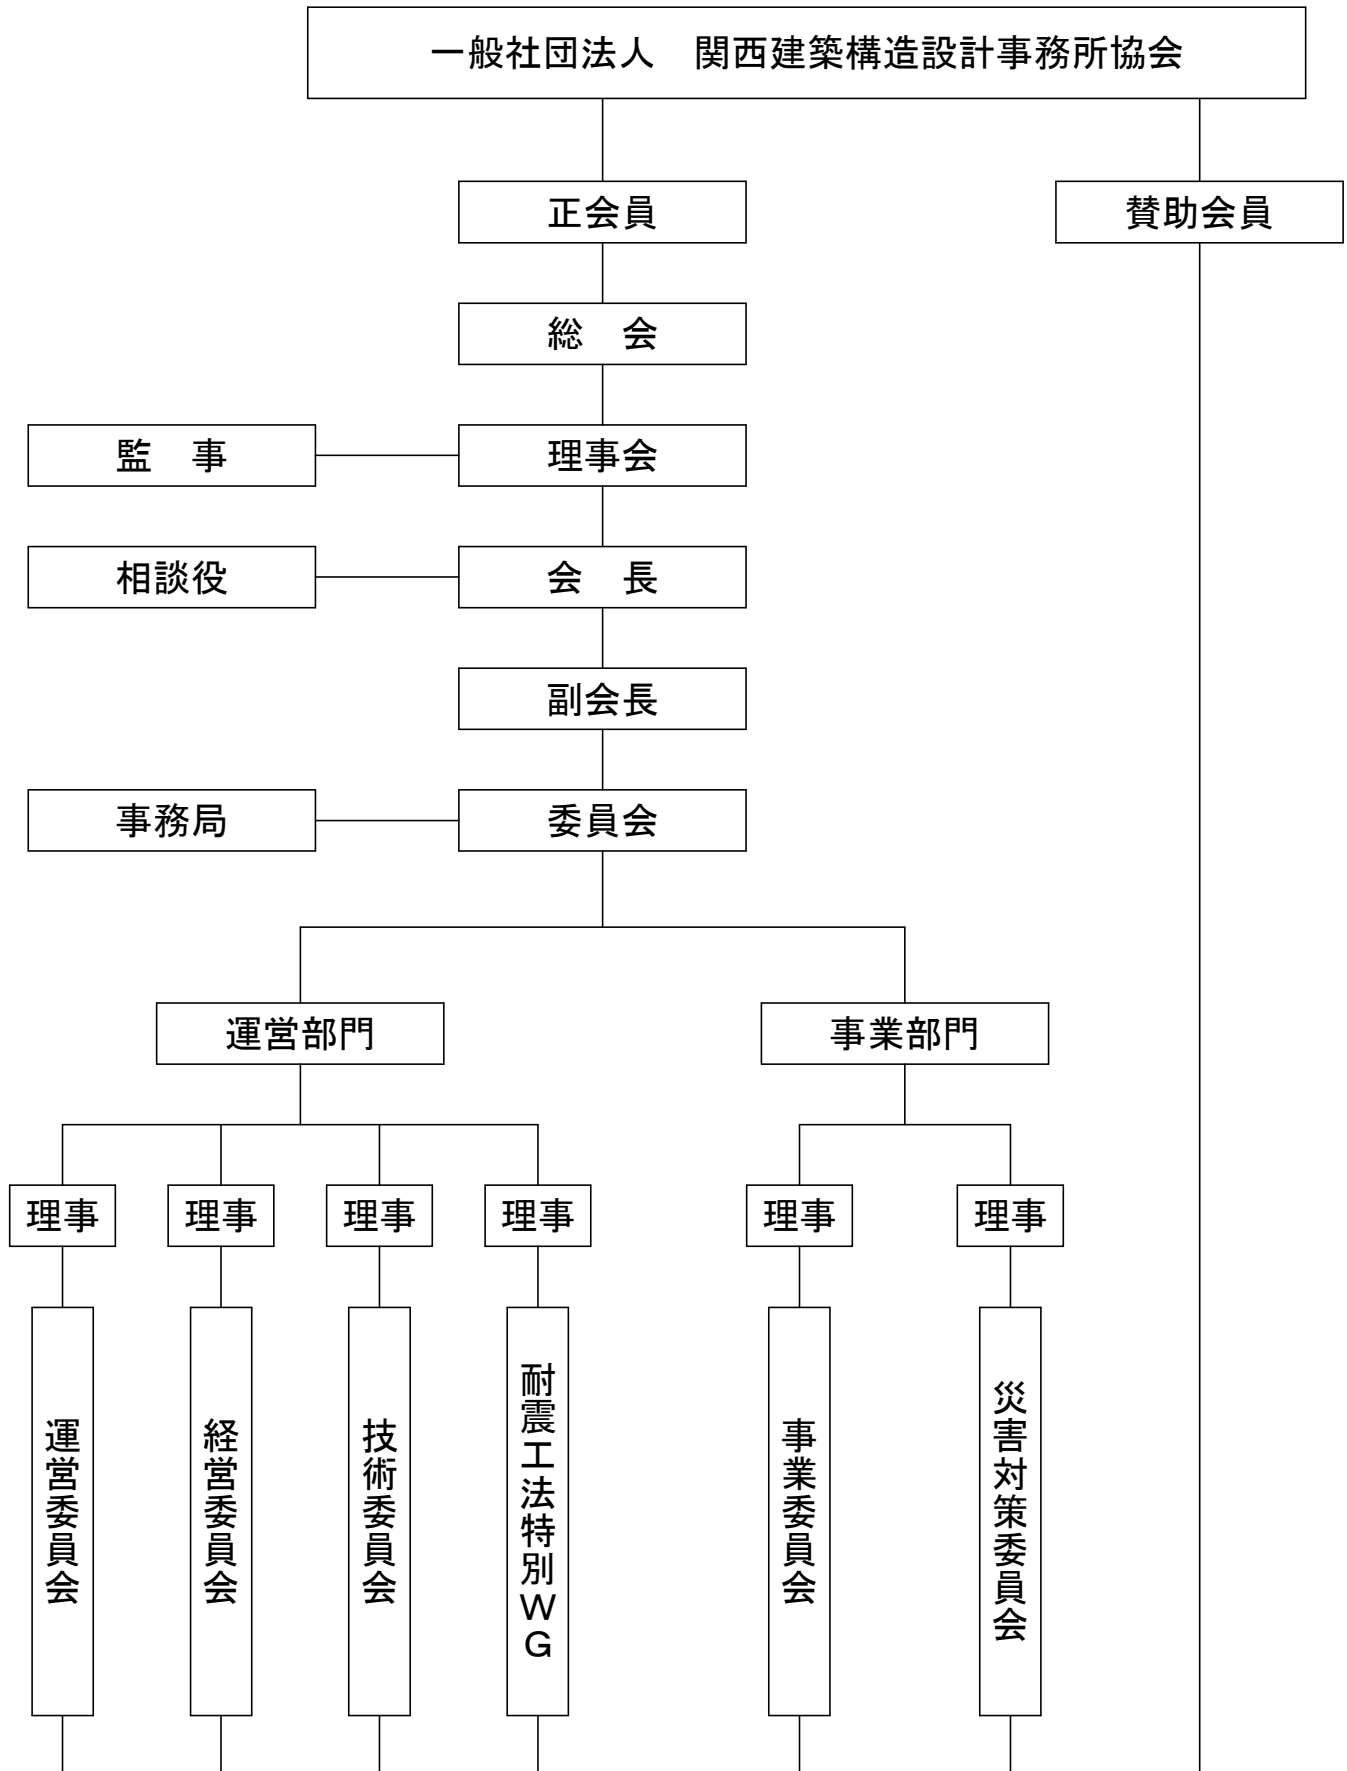 一般社団法人　関西建築構造設計事務所協会
正会員
賛助会員
総　会
監　事
理事会
相談役
会　長
副会長
事務局
委員会
運営部門
事業部門
理事
理事
理事
理事
理事
理事
運営委員会
経営委員会
技術委員会
耐震工法特別ＷＧ
事業委員会
災害対策委員会